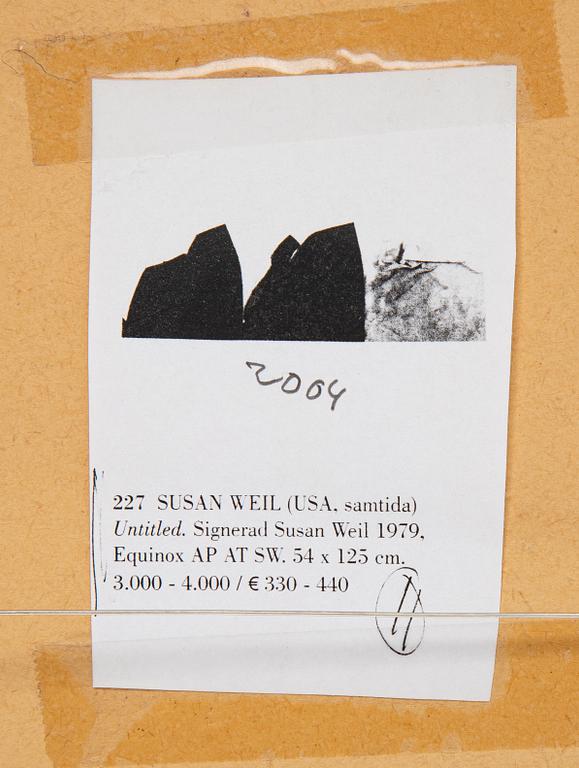 2004
227 SUSAN WEIL (USA, samtida)
Untitled. Signerad Susan Weil 1979,
Equinox AP AT SW. 54 x 125 cm.
3.000 - 4.000 / € 330 - 440
11